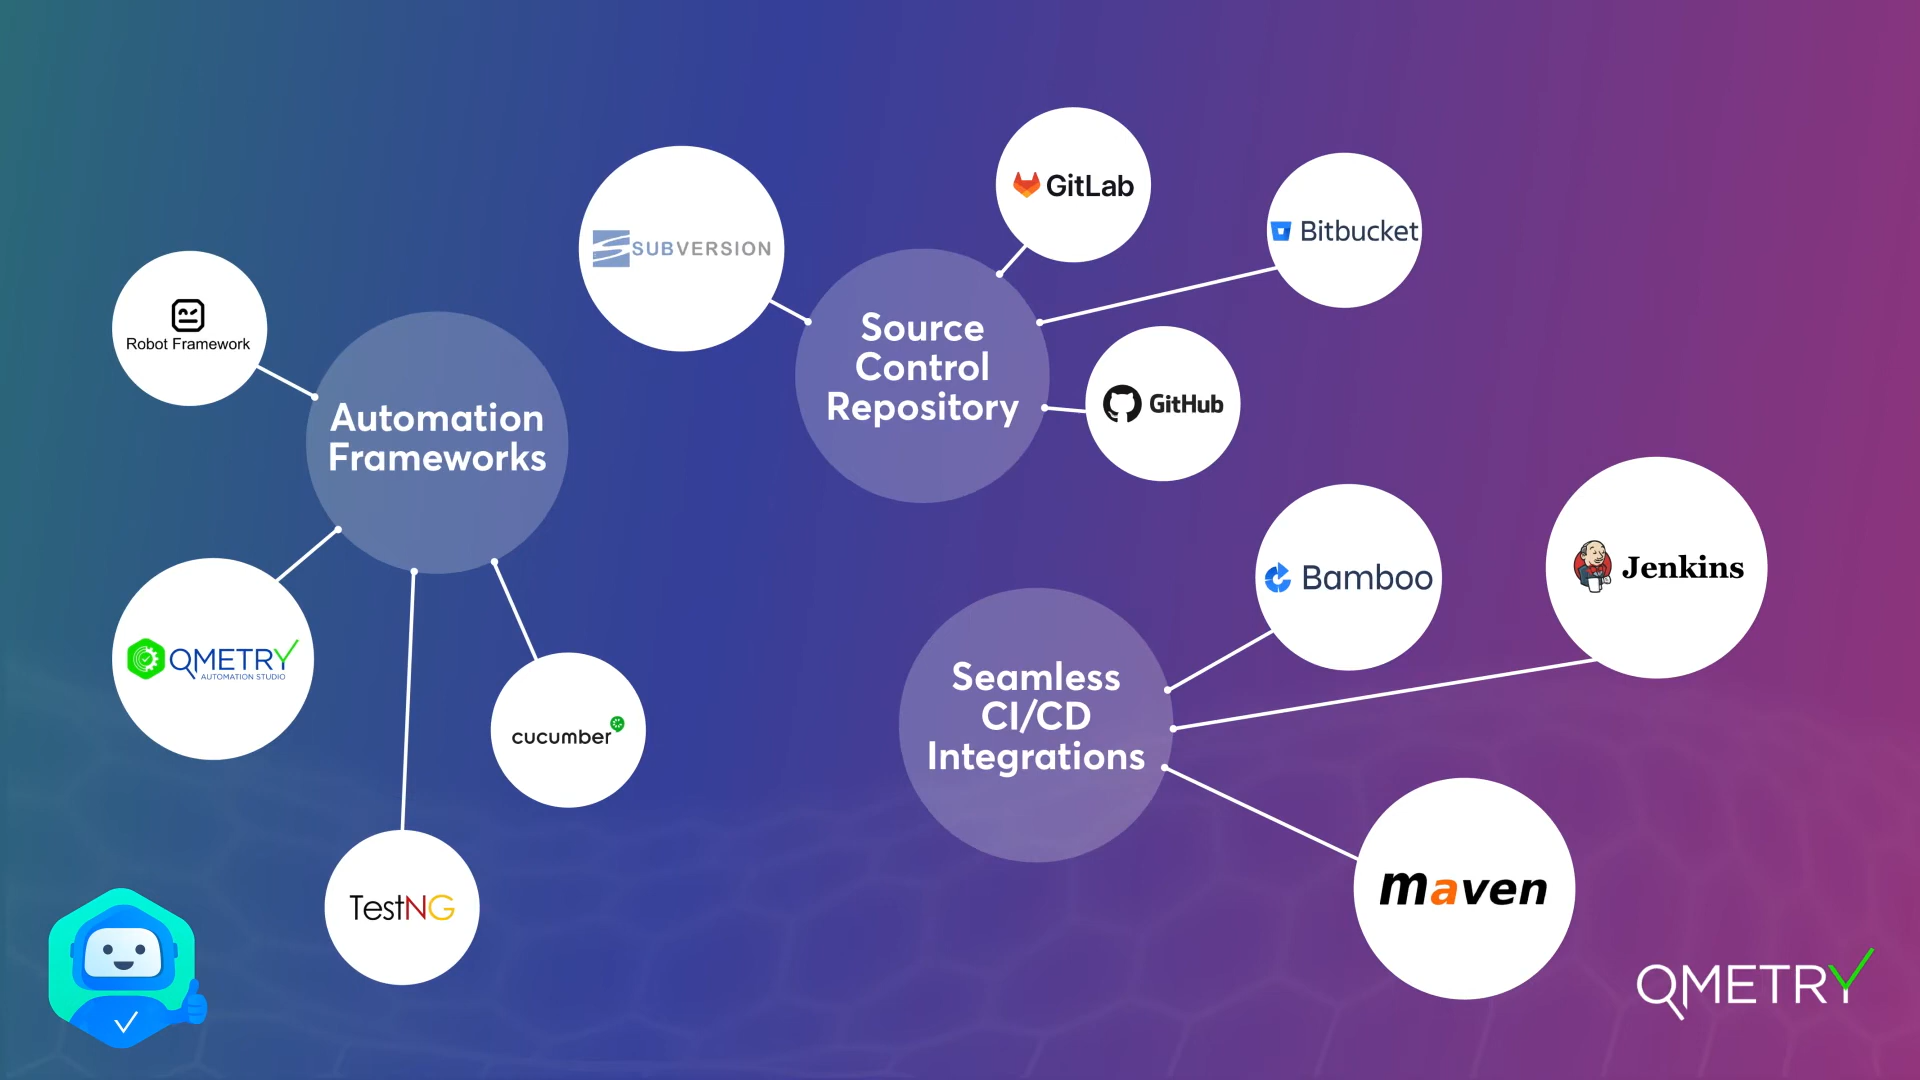 Robot Framework
Automation
Frameworks
QMETRY
AUTOMATION STUDIO
TestNG
cucumber
SUBVERSION
GitLab
Bitbucket
GitHub
Source
Control
Repository
Seamless
CI/CD
Integrations
Bamboo
Jenkins
maven
QMETRY